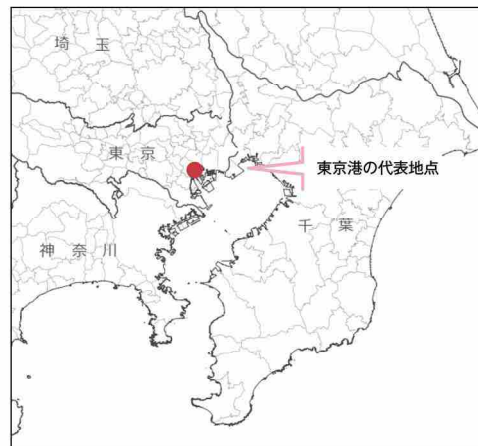 埼玉
東京
東京港の代表地点
千葉
神奈川